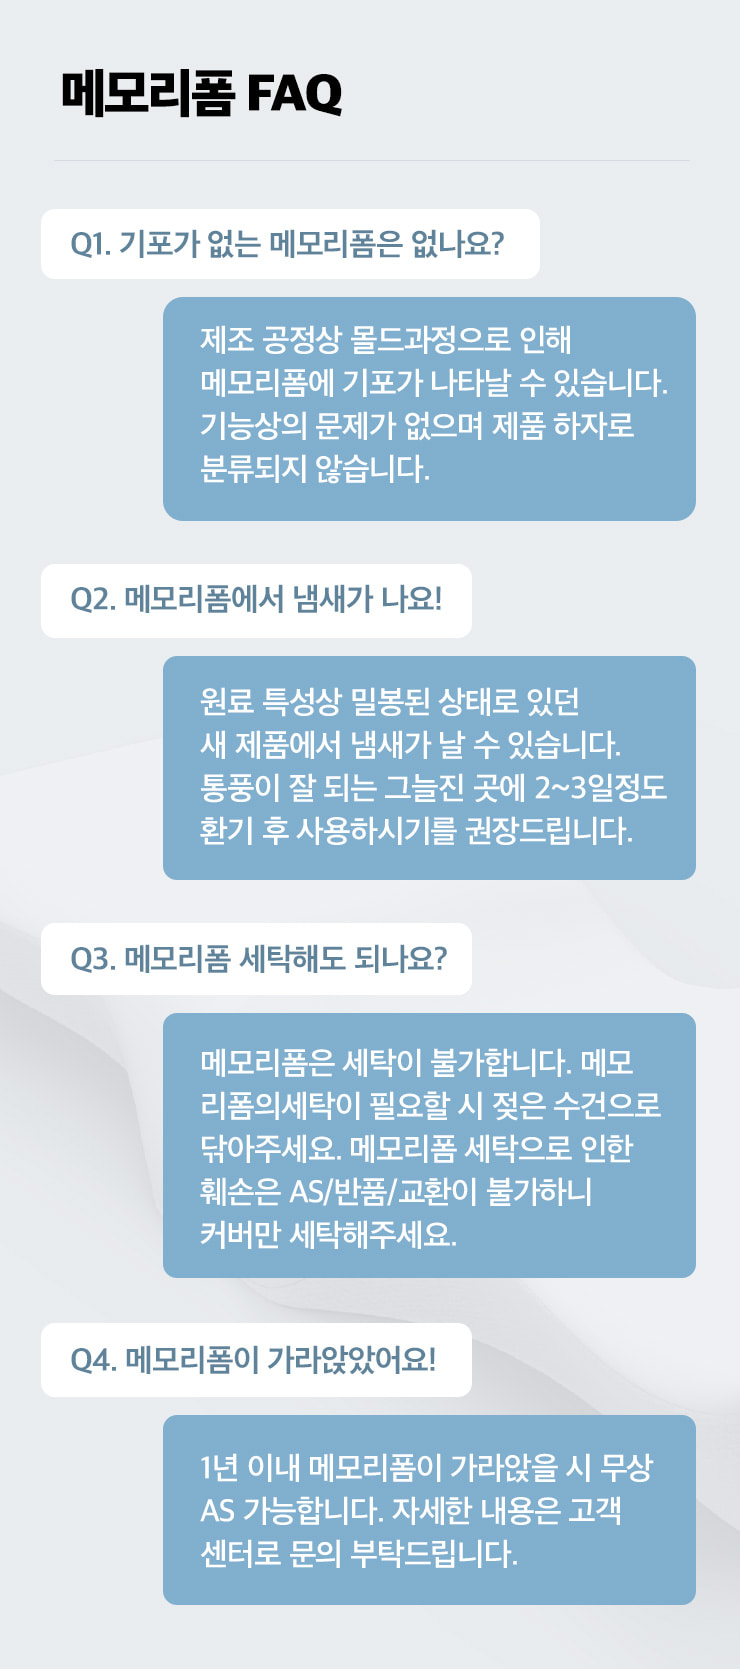 메모리폼 FAQ
Q1. 기포가 없는 메모리폼은 없나요?
제조 공정상 몰드과정으로 인해
메모리폼에 기포가 나타날 수 있습니다.
기능상의 문제가 없으며 제품 하자로
분류되지 않습니다.
Q2. 메모리폼에서 냄새가 나요!
원료 특성상 밀봉된 상태로 있던
새 제품에서 냄새가 날 수 있습니다.
통풍이 잘 되는 그늘진 곳에 2~3일정도
환기 후 사용하시기를 권장드립니다.
Q3. 메모리폼 세탁해도 되나요?
메모리폼은 세탁이 불가합니다. 메모
리폼의세탁이 필요할 시 젖은 수건으로
닦아주세요. 메모리폼 세탁으로 인한
훼손은 AS/반품/교환이 불가하니
커버만 세탁해주세요.
Q4. 메모리폼이 가라앉았어요!
1년 이내 메모리폼이 가라앉을 시 무상
AS 가능합니다. 자세한 내용은 고객
센터로 문의 부탁드립니다.